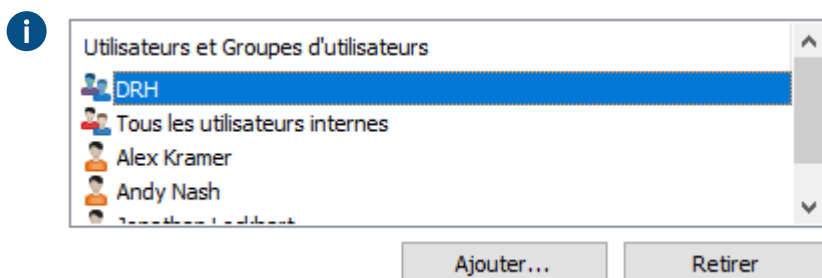 Utilisateurs et Groupes d'utilisateurs
DRH
Tous les utilisateurs internes
Alex Kramer
Andy Nash
Ajouter...
Retirer